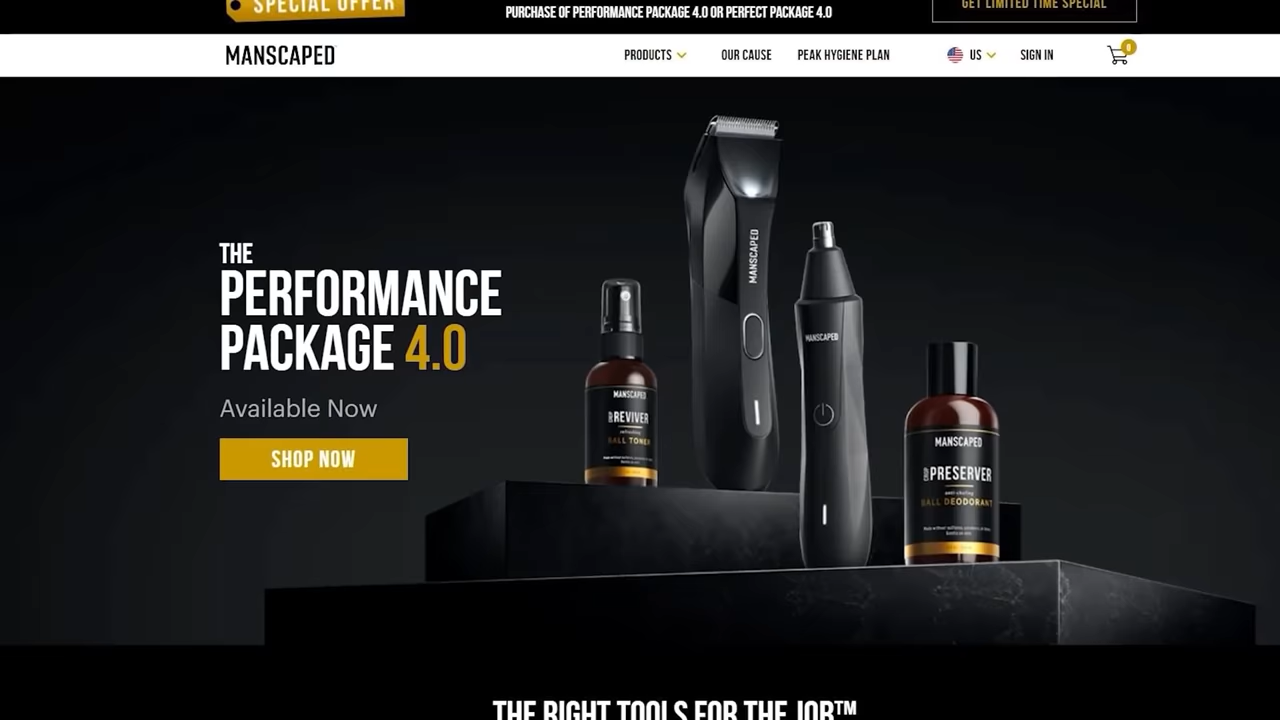 SPECIAL OFFER
PURCHASE OF PERFORMANCE PACKAGE 4.0 OR PERFECT PACKAGE 4.0
GET LIMITED TIME SPECIAL
MANSCAPED
PRODUCTS
OUR CAUSE
PEAK HYGIENE PLAN
US
SIGN IN
0
THE
PERFORMANCE
PACKAGE 4.0
Available Now
SHOP NOW
MANSCAPED
REVIVER
BALL TONER
MANSCAPED
MANSCAPED
MANSCAPED
PRESERVER
anti-chafing
BALL DEODORANT
THE RIGHT TOOLS FOR THE JOB™